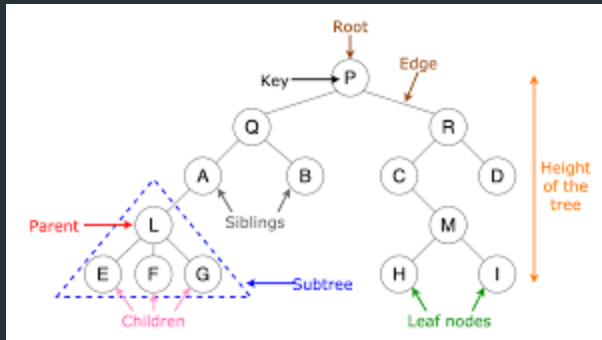 Root
Key
P
Edge
Q
R
A
B
C
D
Height
of the
tree
Siblings
Parent
L
M
E
F
G
H
I
Subtree
Children
Leaf nodes